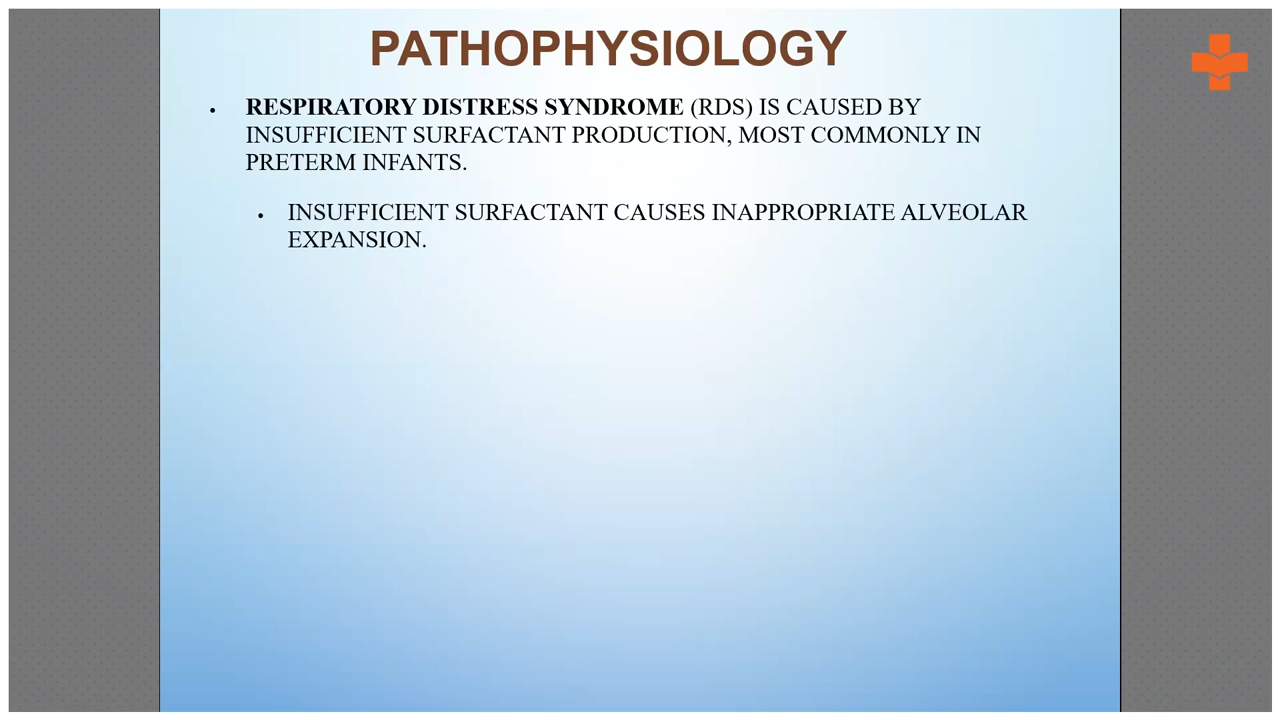 PATHOPHYSIOLOGY
• RESPIRATORY DISTRESS SYNDROME (RDS) IS CAUSED BY
INSUFFICIENT SURFACTANT PRODUCTION, MOST COMMONLY IN
PRETERM INFANTS.
• INSUFFICIENT SURFACTANT CAUSES INAPPROPRIATE ALVEOLAR
EXPANSION.